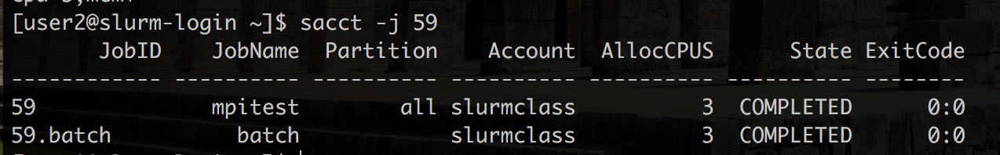 [user2@slurm-login ~]$ sacct -j 59
JobID JobName Partition Account AllocCPUS State ExitCode
------------ ---------- ---------- ---------- ---------- ---------- --------
59 mpitest all slurmclass 3 COMPLETED 0:0
59.batch batch slurmclass 3 COMPLETED 0:0